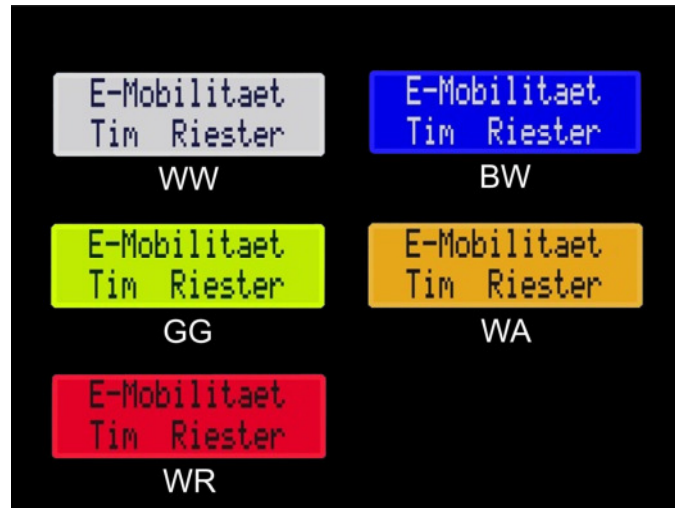 E-Mobilitaet
Tim Riester
WW
E-Mobilitaet
Tim Riester
BW
E-Mobilitaet
Tim Riester
GG
E-Mobilitaet
Tim Riester
WA
E-Mobilitaet
Tim Riester
WR